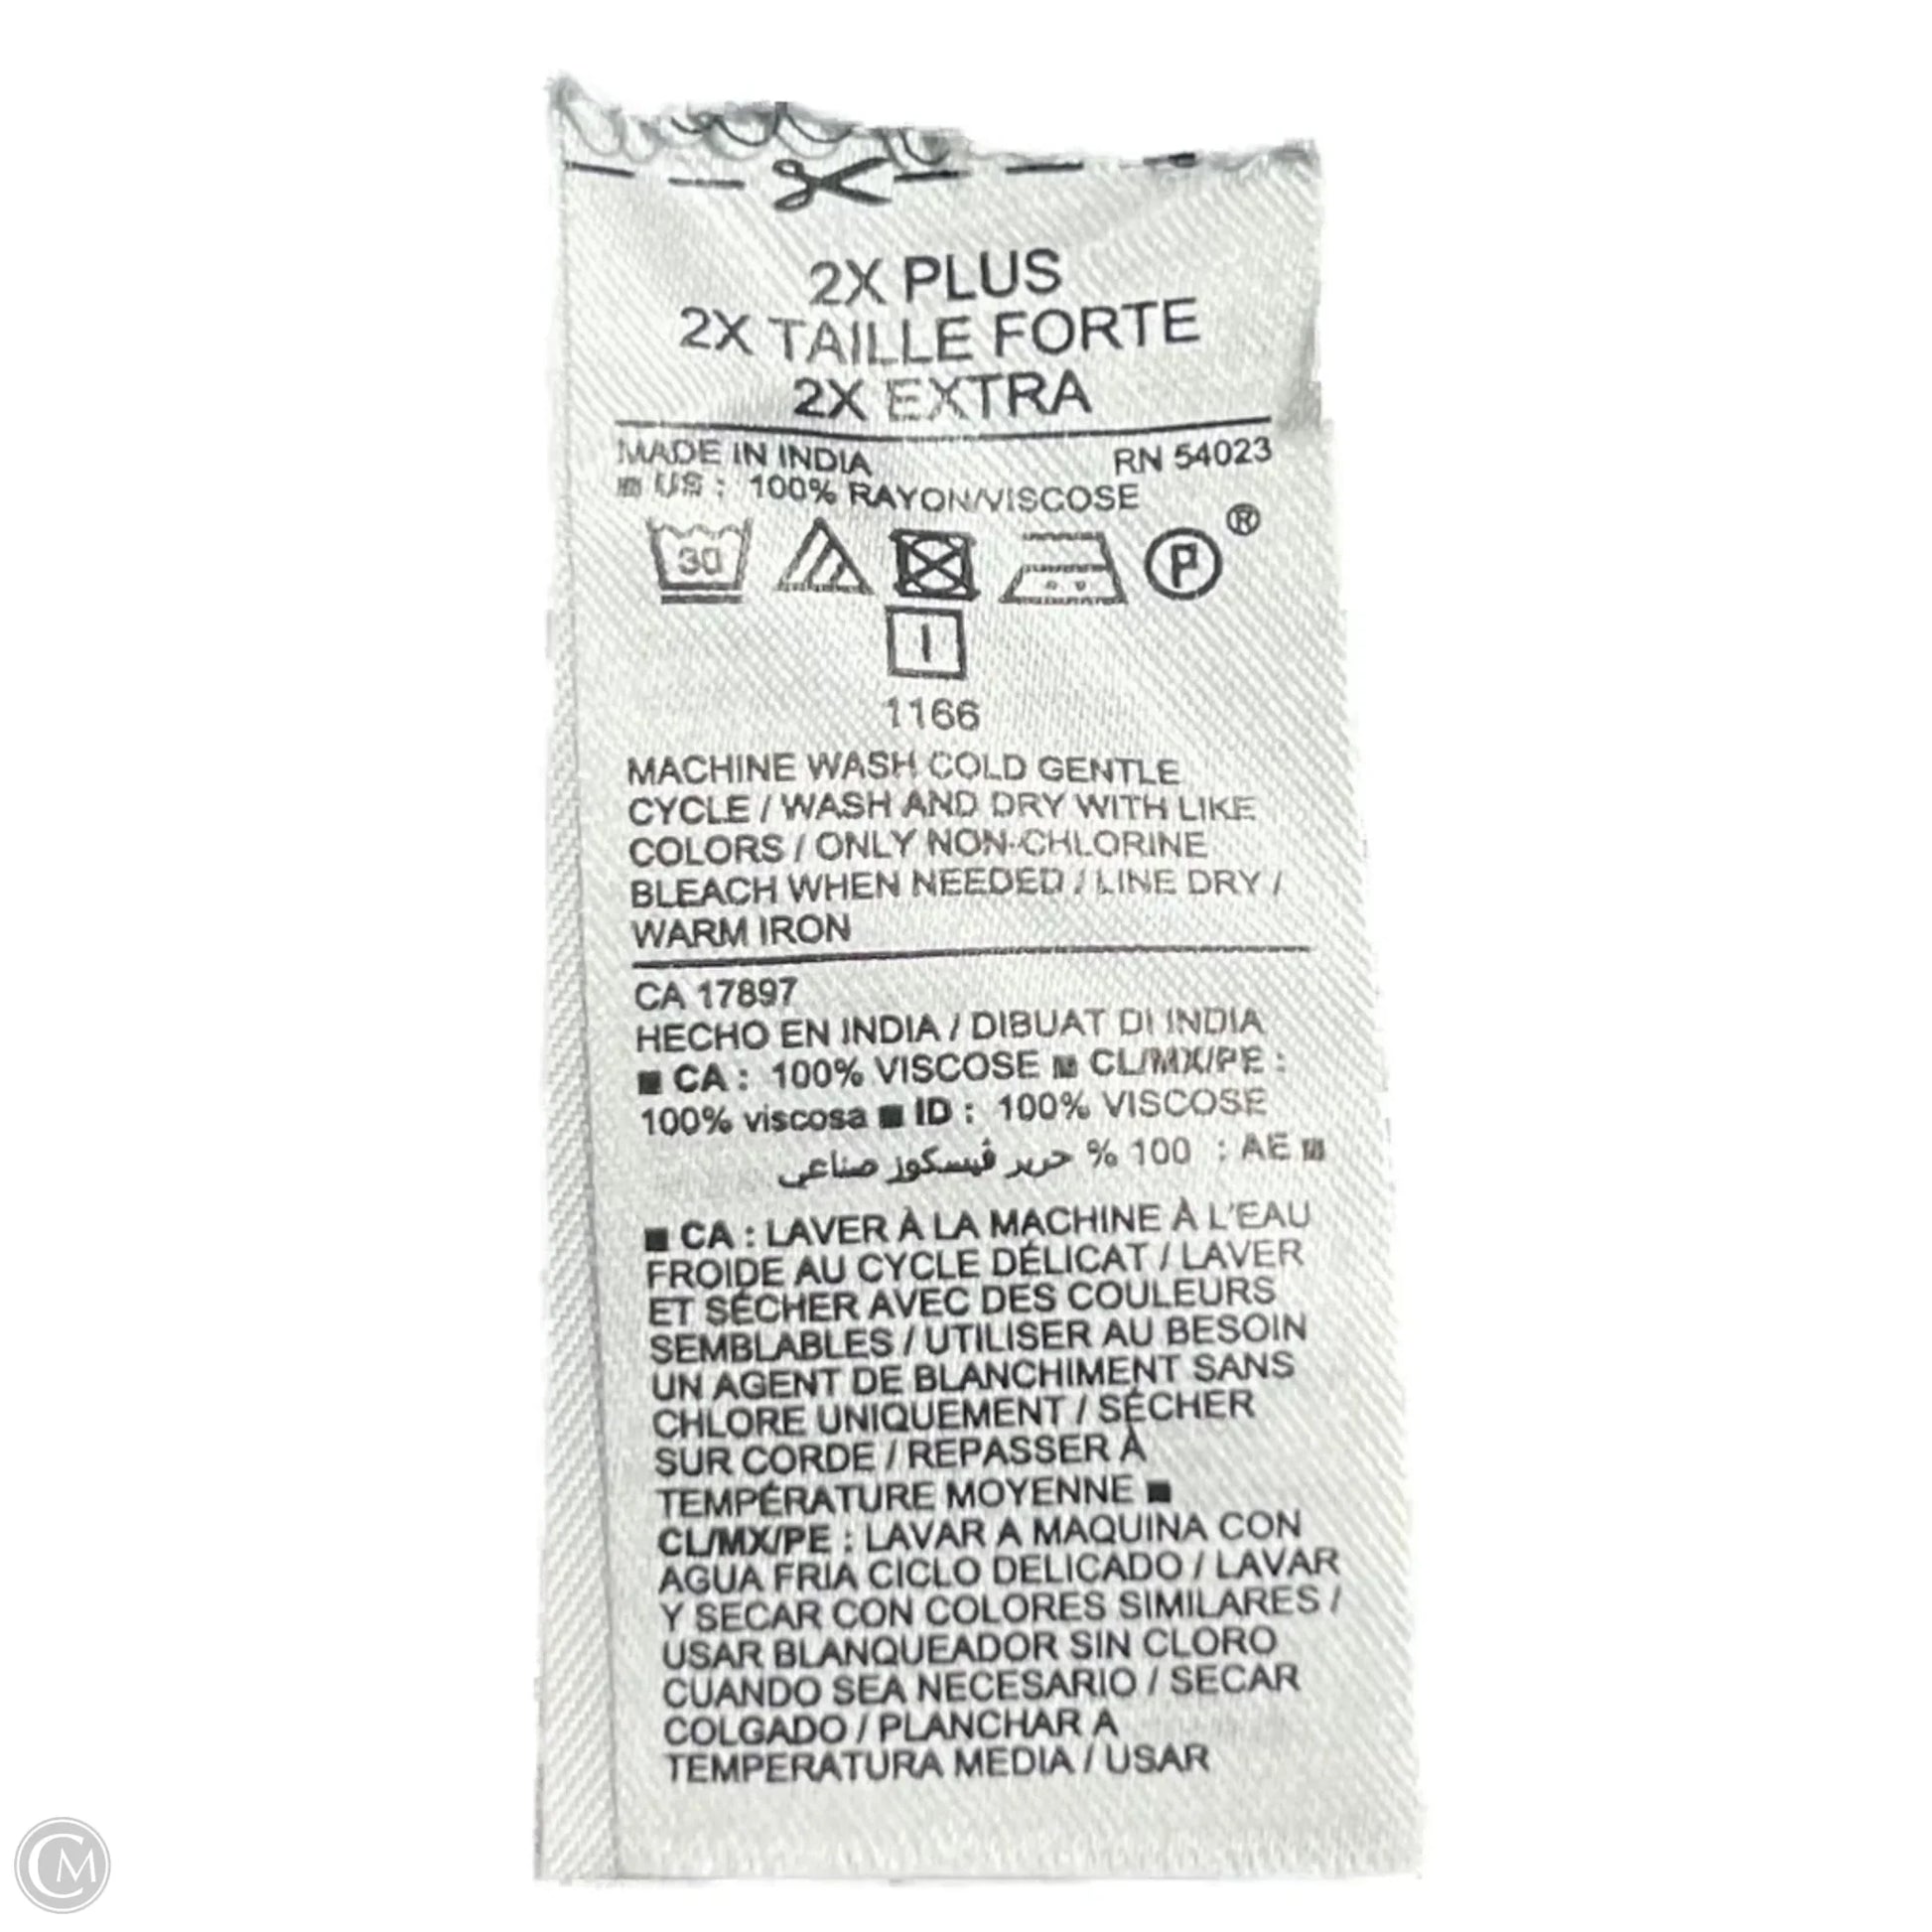 2X PLUS
2X TAILLE FORTE
2X EXTRA
MADE IN INDIA RN 54023
■ US : 100% RAYON/VISCOSE
30 P ®
I
1166
MACHINE WASH COLD GENTLE
CYCLE / WASH AND DRY WITH LIKE
COLORS / ONLY NON-CHLORINE
BLEACH WHEN NEEDED / LINE DRY /
WARM IRON
CA 17897
HECHO EN INDIA / DIBUAT DI INDIA
■ CA : 100% VISCOSE ■ CL/MX/PE :
100% viscosa ■ ID : 100% VISCOSE
■ AE : 100 % حرير فيسكوز صناعي
■ CA : LAVER À LA MACHINE À L'EAU
FROIDE AU CYCLE DÉLICAT / LAVER
ET SÉCHER AVEC DES COULEURS
SEMBLABLES / UTILISER AU BESOIN
UN AGENT DE BLANCHIMENT SANS
CHLORE UNIQUEMENT / SÉCHER
SUR CORDE / REPASSER À
TEMPÉRATURE MOYENNE ■
CL/MX/PE : LAVAR A MAQUINA CON
AGUA FRIA CICLO DELICADO / LAVAR
Y SECAR CON COLORES SIMILARES /
USAR BLANQUEADOR SIN CLORO
CUANDO SEA NECESARIO / SECAR
COLGADO / PLANCHAR A
TEMPERATURA MEDIA / USAR
CM